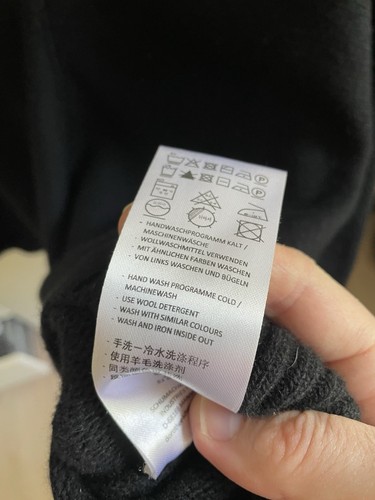 - HANDWASCHPROGRAMM KALT /
MASCHINENWÄSCHE
- WOLLWASCHMITTEL VERWENDEN
- MIT ÄHNLICHEN FARBEN WASCHEN
- VON LINKS WASCHEN UND BÜGELN
- HAND WASH PROGRAMME COLD /
MACHINEWASH
- USE WOOL DETERGENT
- WASH WITH SIMILAR COLOURS
- WASH AND IRON INSIDE OUT
- 手洗一冷水洗涤程序
- 使用羊毛洗涤剂